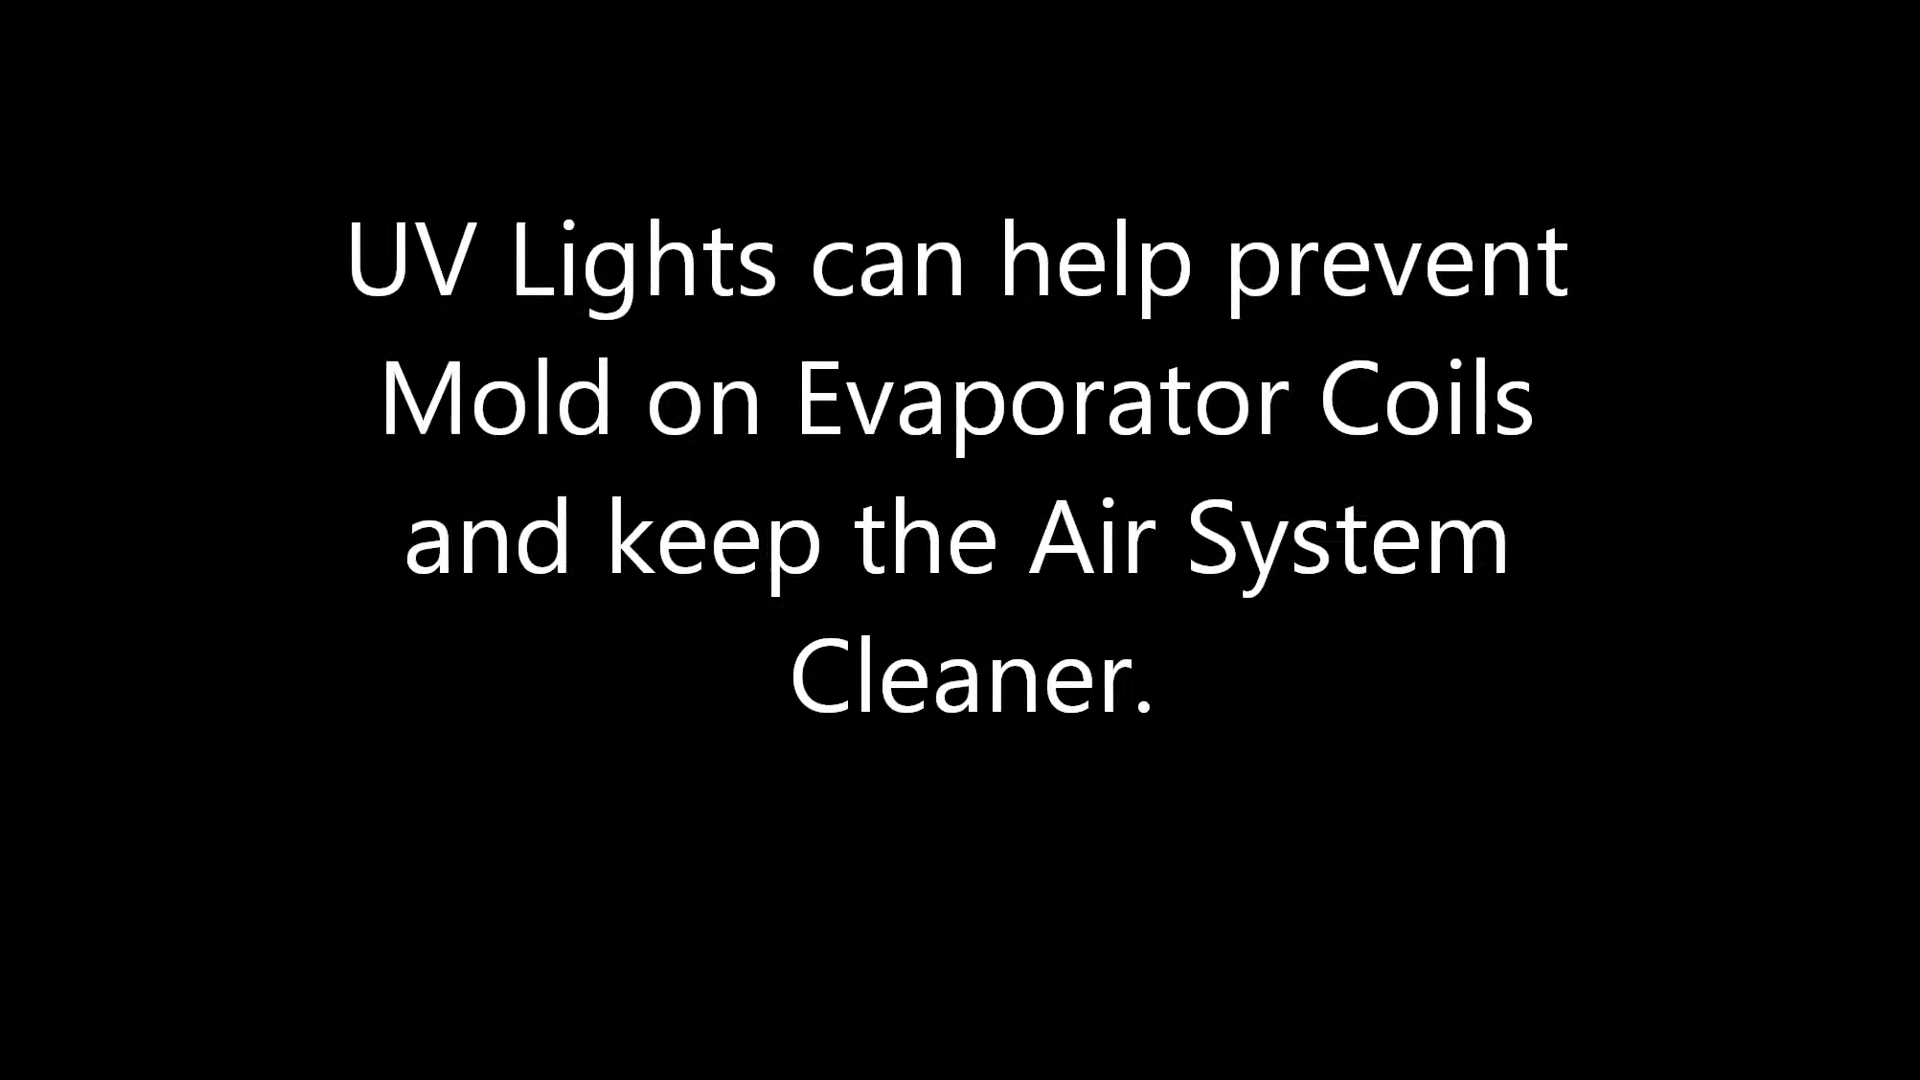 UV Lights can help prevent
Mold on Evaporator Coils
and keep the Air System
Cleaner.